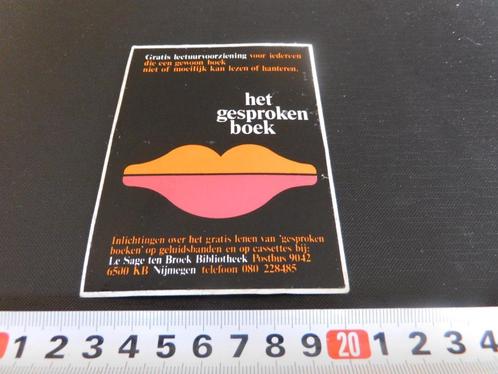 Gratis lectuurvoorziening voor iedereen
die een gewoon boek
niet of moeilijk kan lezen of hanteren.
het
gesproken
boek
Inlichtingen over het gratis lenen van 'gesproken
boeken' op geluidsbanden en op cassettes bij:
Le Sage ten Broek Bibliotheek Postbus 9042
6500 KB Nijmegen telefoon 080 228485
1 2 3 4 5 6 7 8 9 20 1 2 3 4